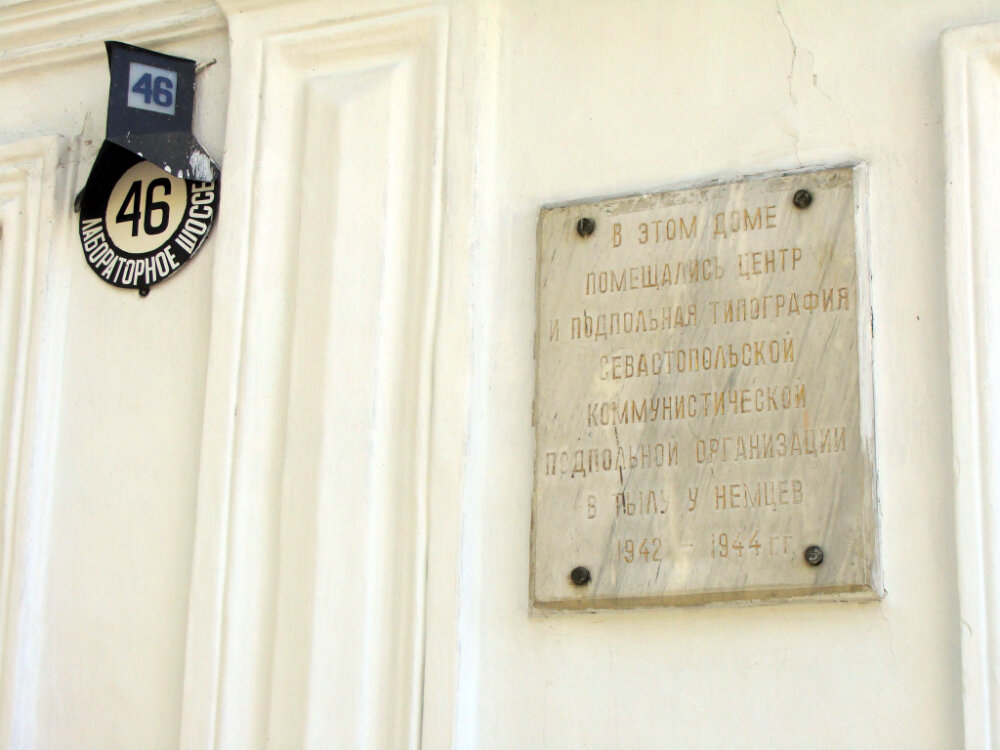 46
46
ЛАБОРАТОРНОЕ ШОССЕ
В ЭТОМ ДОМЕ
ПОМЕЩАЛИСЬ ЦЕНТР
И ПОДПОЛЬНАЯ ТИПОГРАФИЯ
СЕВАСТОПОЛЬСКОЙ
КОММУНИСТИЧЕСКОЙ
ПОДПОЛЬНОЙ ОРГАНИЗАЦИИ
В ТЫЛУ У НЕМЦЕВ
1942 - 1944 Г.Г.